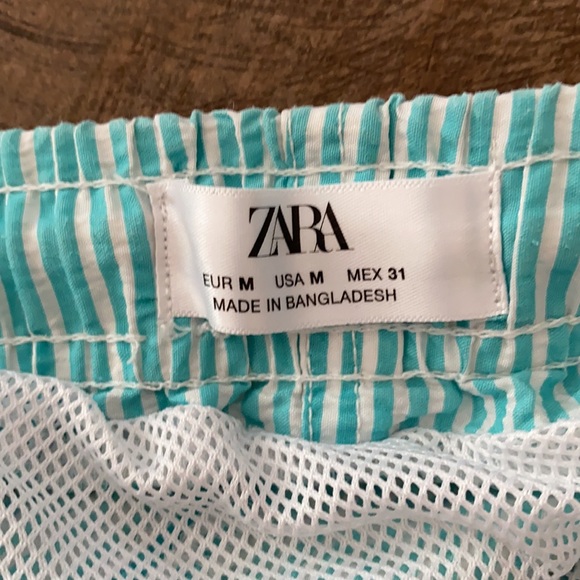 ZARA
EUR M USA M MEX 31
MADE IN BANGLADESH